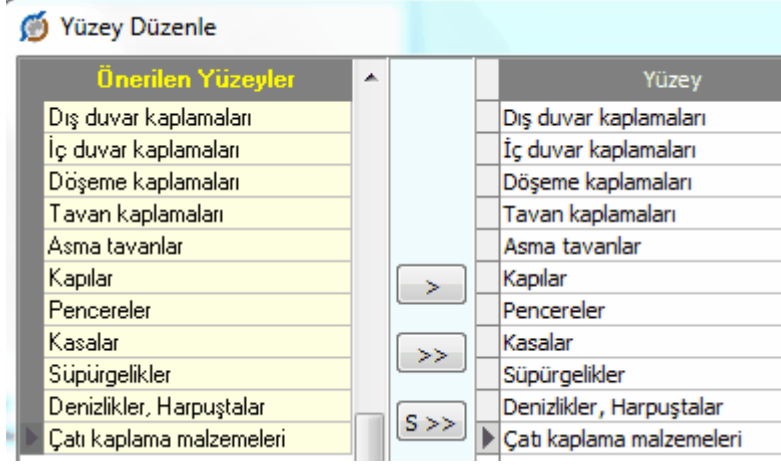 Yüzey Düzenle
Önerilen Yüzeyler
Dış duvar kaplamaları
İç duvar kaplamaları
Döşeme kaplamaları
Tavan kaplamaları
Asma tavanlar
Kapılar
Pencereler
Kasalar
Süpürgelikler
Denizlikler, Harpuştalar
Çatı kaplama malzemeleri
>
>>
S >>
Yüzey
Dış duvar kaplamaları
İç duvar kaplamaları
Döşeme kaplamaları
Tavan kaplamaları
Asma tavanlar
Kapılar
Pencereler
Kasalar
Süpürgelikler
Denizlikler, Harpuştalar
Çatı kaplama malzemeleri